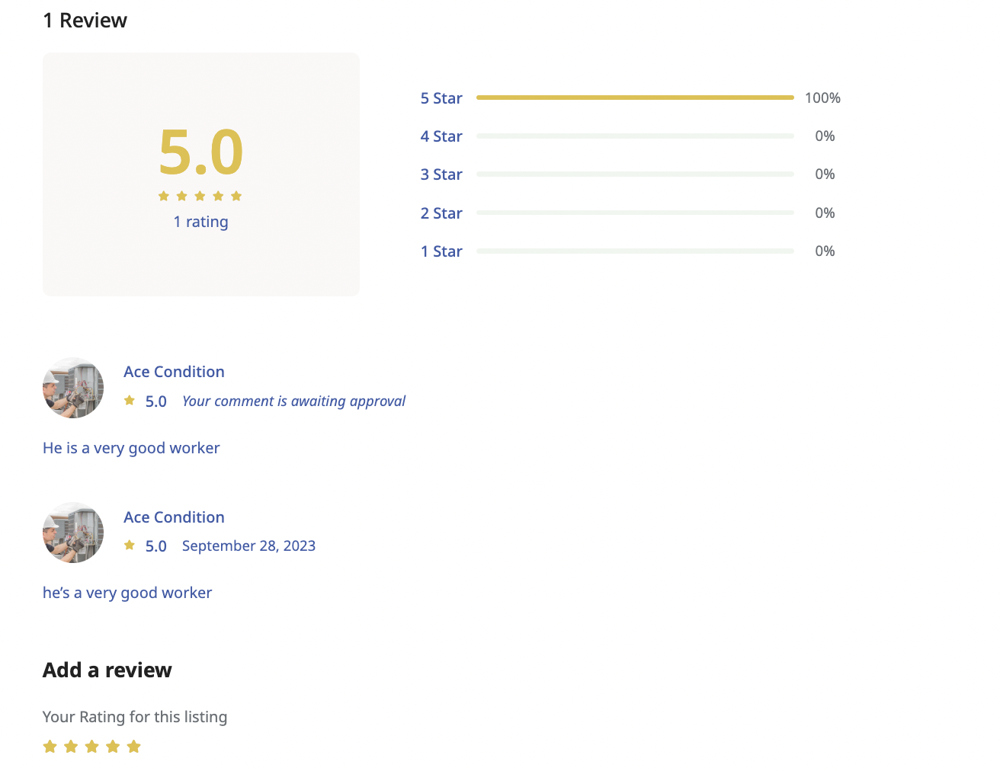 1 Review
5.0
1 rating
5 Star 100%
4 Star 0%
3 Star 0%
2 Star 0%
1 Star 0%
Ace Condition
5.0 Your comment is awaiting approval
He is a very good worker
Ace Condition
5.0 September 28, 2023
he’s a very good worker
Add a review
Your Rating for this listing